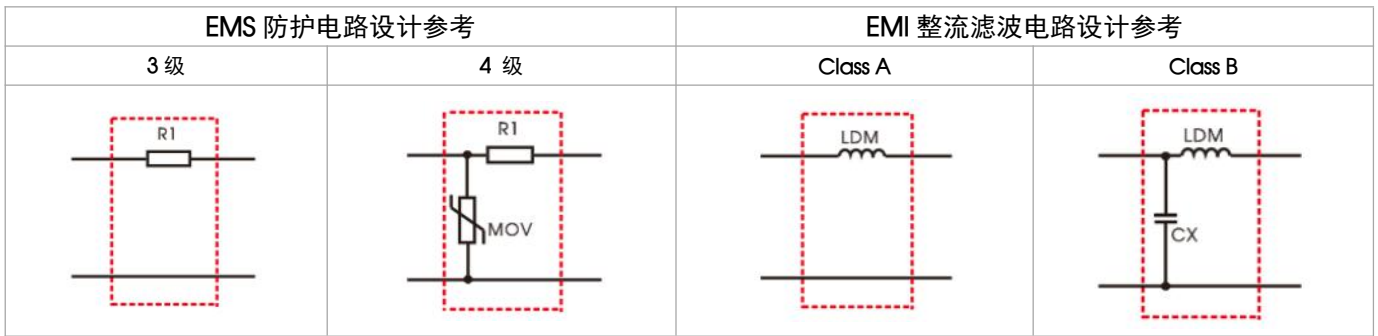 EMS 防护电路设计参考
EMI 整流滤波电路设计参考
3 级
4 级
Class A
Class B
R1
R1
MOV
LDM
LDM
CX